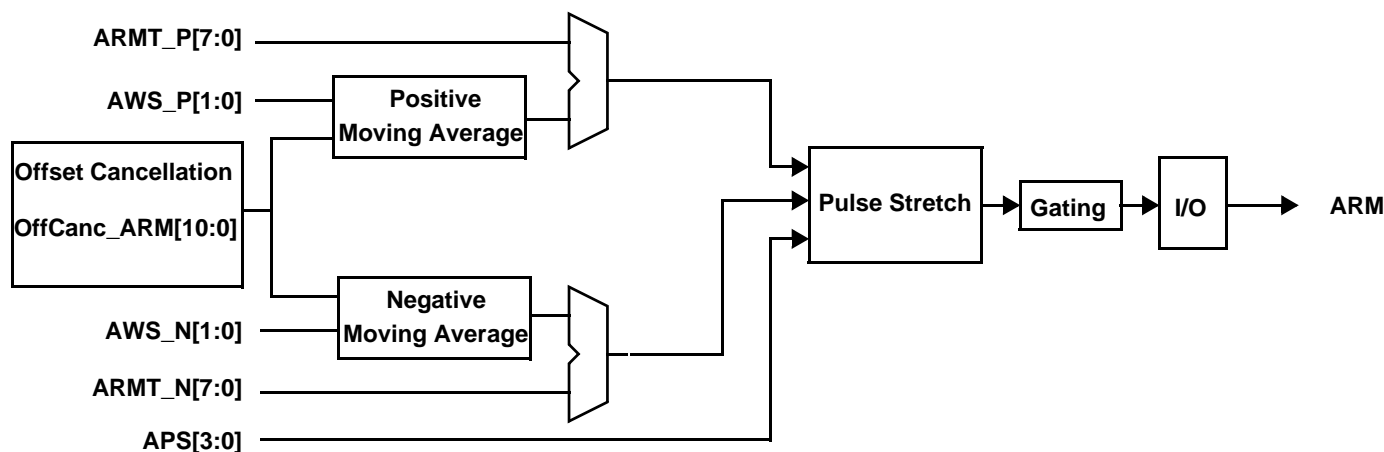 ARMT_P[7:0]
AWS_P[1:0]
Positive
Moving Average
Offset Cancellation
OffCanc_ARM[10:0]
Pulse Stretch
Gating
I/O
ARM
Negative
Moving Average
AWS_N[1:0]
ARMT_N[7:0]
APS[3:0]